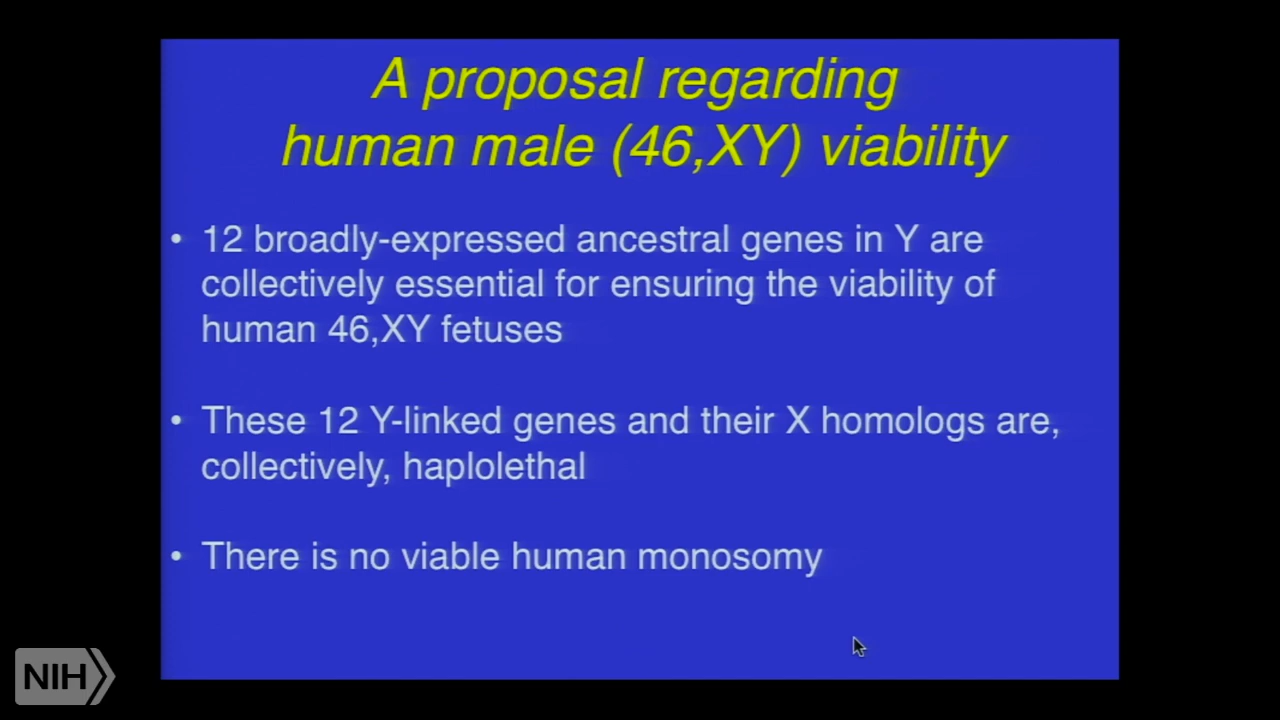 A proposal regarding
human male (46,XY) viability
• 12 broadly-expressed ancestral genes in Y are
collectively essential for ensuring the viability of
human 46,XY fetuses
• These 12 Y-linked genes and their X homologs are,
collectively, haplolethal
• There is no viable human monosomy
NIH